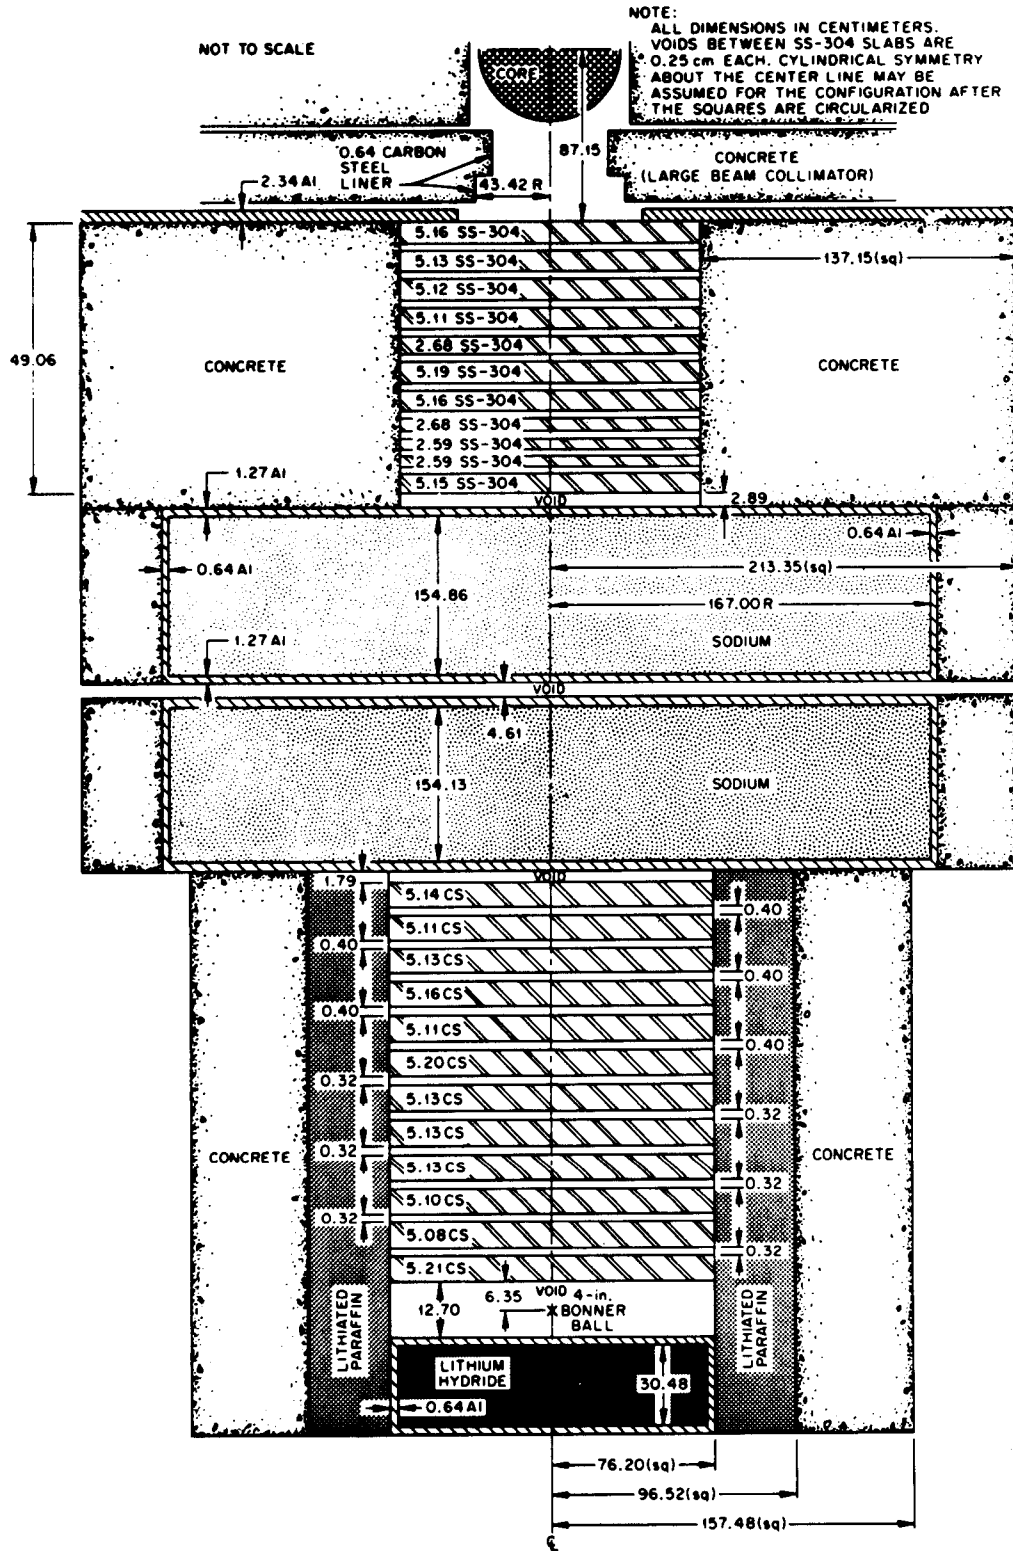 NOT TO SCALE
NOTE:
ALL DIMENSIONS IN CENTIMETERS.
VOIDS BETWEEN SS-304 SLABS ARE
0.25 cm EACH. CYLINDRICAL SYMMETRY
ABOUT THE CENTER LINE MAY BE
ASSUMED FOR THE CONFIGURATION AFTER
THE SQUARES ARE CIRCULARIZED
CORE
87.15
0.64 CARBON
STEEL
LINER
43.42 R
CONCRETE
(LARGE BEAM COLLIMATOR)
2.34 Al
49.06
5.16 SS-304
5.13 SS-304
5.12 SS-304
5.11 SS-304
2.68 SS-304
5.19 SS-304
5.16 SS-304
2.68 SS-304
2.59 SS-304
2.59 SS-304
5.15 SS-304
137.15(sq)
CONCRETE
CONCRETE
1.27 Al
VOID
2.89
0.64 Al
0.64 Al
213.35(sq)
154.86
167.00 R
SODIUM
1.27 Al
VOID
4.61
154.13
SODIUM
VOID
1.79
5.14 CS
0.40
5.11 CS
0.40
5.13 CS
0.40
5.16 CS
0.40
5.11 CS
0.40
5.20 CS
0.32
5.13 CS
0.32
5.13 CS
0.32
5.13 CS
0.32
5.10 CS
0.32
5.08 CS
0.32
5.21 CS
CONCRETE
CONCRETE
LITHIATED
PARAFFIN
LITHIATED
PARAFFIN
12.70
6.35
VOID 4-in.
BONNER
BALL
LITHIUM
HYDRIDE
30.48
0.64 Al
76.20(sq)
96.52(sq)
157.48(sq)
℄